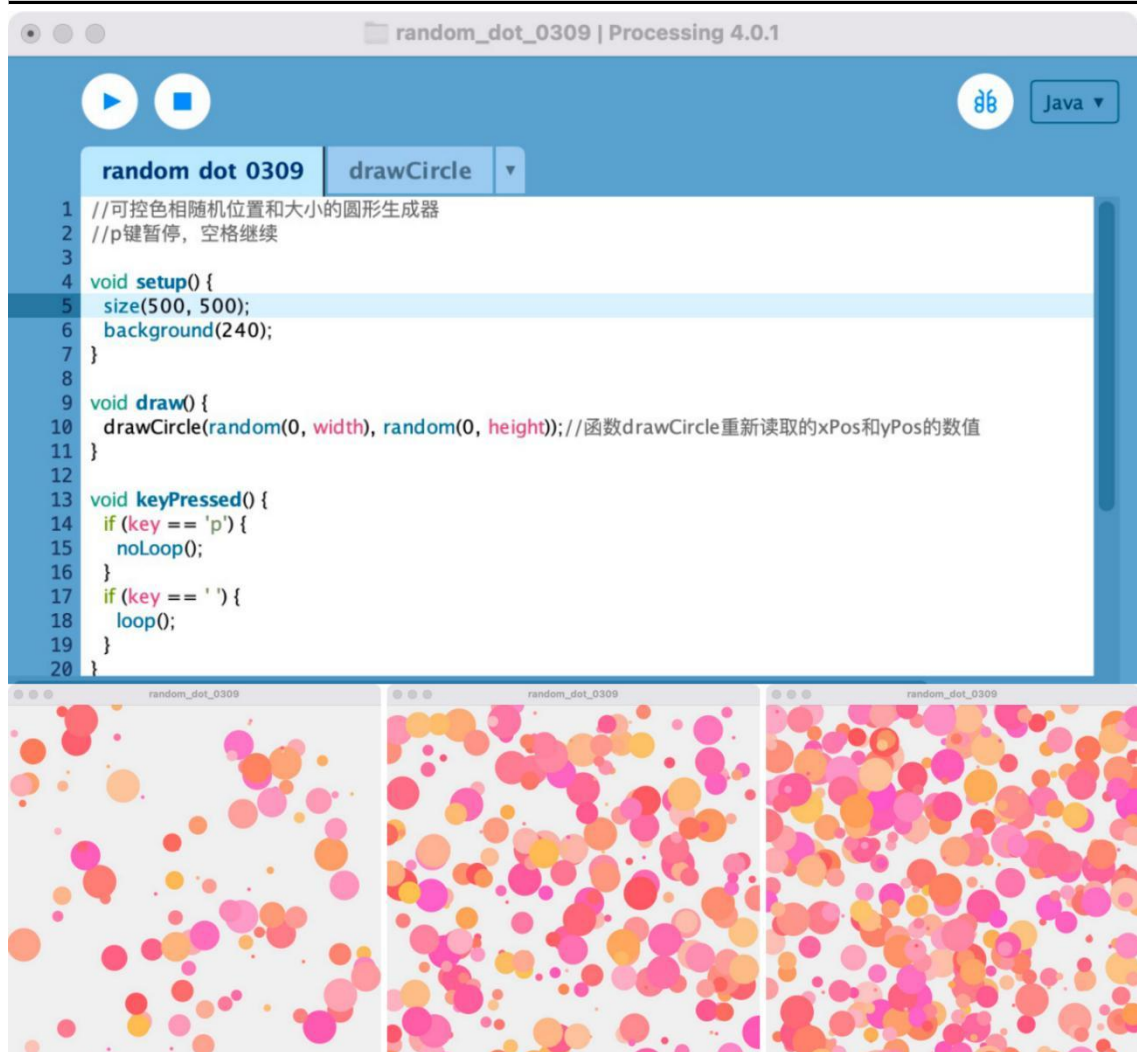 random_dot_0309 | Processing 4.0.1
Java ▼
random dot 0309 drawCircle ▼
1 //可控色相随机位置和大小的圆形生成器
2 //p键暂停，空格继续
3
4 void setup() {
5 size(500, 500);
6 background(240);
7 }
8
9 void draw() {
10 drawCircle(random(0, width), random(0, height));//函数drawCircle重新读取的xPos和yPos的数值
11 }
12
13 void keyPressed() {
14 if (key == 'p') {
15 noLoop();
16 }
17 if (key == ' ') {
18 loop();
19 }
20 }
random_dot_0309 random_dot_0309 random_dot_0309